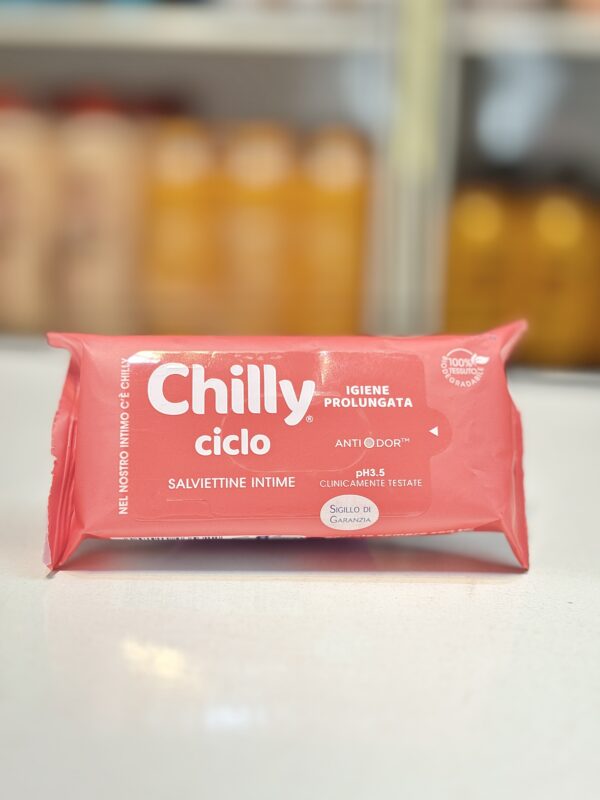 NEL NOSTRO INTIMO C'È CHILLY
Chilly®
ciclo
SALVIETTINE INTIME
IGIENE
PROLUNGATA
ANTI ODOR™
pH3.5
CLINICAMENTE TESTATE
SIGILLO DI
GARANZIA
100%
TESSUTO
BIODEGRADABILE